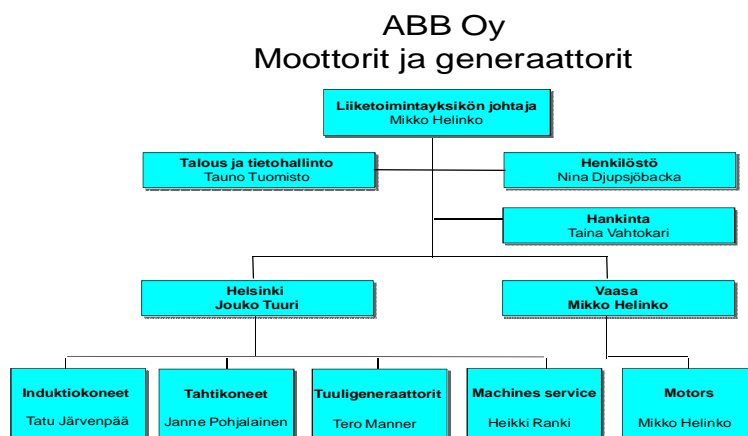 ABB Oy
Moottorit ja generaattorit
Liiketoimintayksikön johtaja
Mikko Helinko
Talous ja tietohallinto
Tauno Tuomisto
Henkilöstö
Nina Djupsjöbacka
Hankinta
Taina Vahtokari
Helsinki
Jouko Tuuri
Vaasa
Mikko Helinko
Induktiokoneet
Tatu Järvenpää
Tahtikoneet
Janne Pohjalainen
Tuuligeneraattorit
Tero Manner
Machines service
Heikki Ranki
Motors
Mikko Helinko